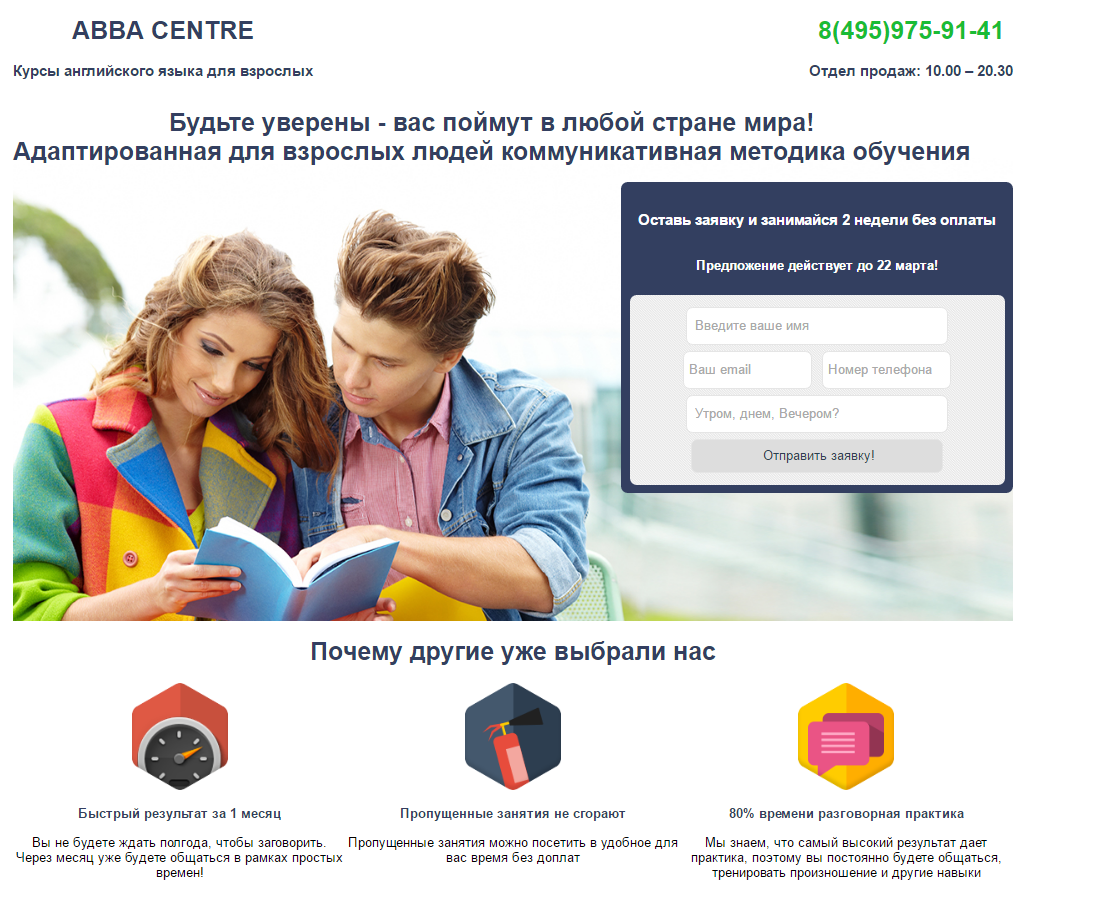 ABBA CENTRE
8(495)975-91-41
Курсы английского языка для взрослых
Отдел продаж: 10.00 – 20.30
Будьте уверены - вас поймут в любой стране мира!
Адаптированная для взрослых людей коммуникативная методика обучения
Оставь заявку и занимайся 2 недели без оплаты
Предложение действует до 22 марта!
Введите ваше имя
Ваш email
Номер телефона
Утром, днем, Вечером?
Отправить заявку!
Почему другие уже выбрали нас
Быстрый результат за 1 месяц
Вы не будете ждать полгода, чтобы заговорить.
Через месяц уже будете общаться в рамках простых
времен!
Пропущенные занятия не сгорают
Пропущенные занятия можно посетить в удобное для
вас время без доплат
80% времени разговорная практика
Мы знаем, что самый высокий результат дает
практика, поэтому вы постоянно будете общаться,
тренировать произношение и другие навыки